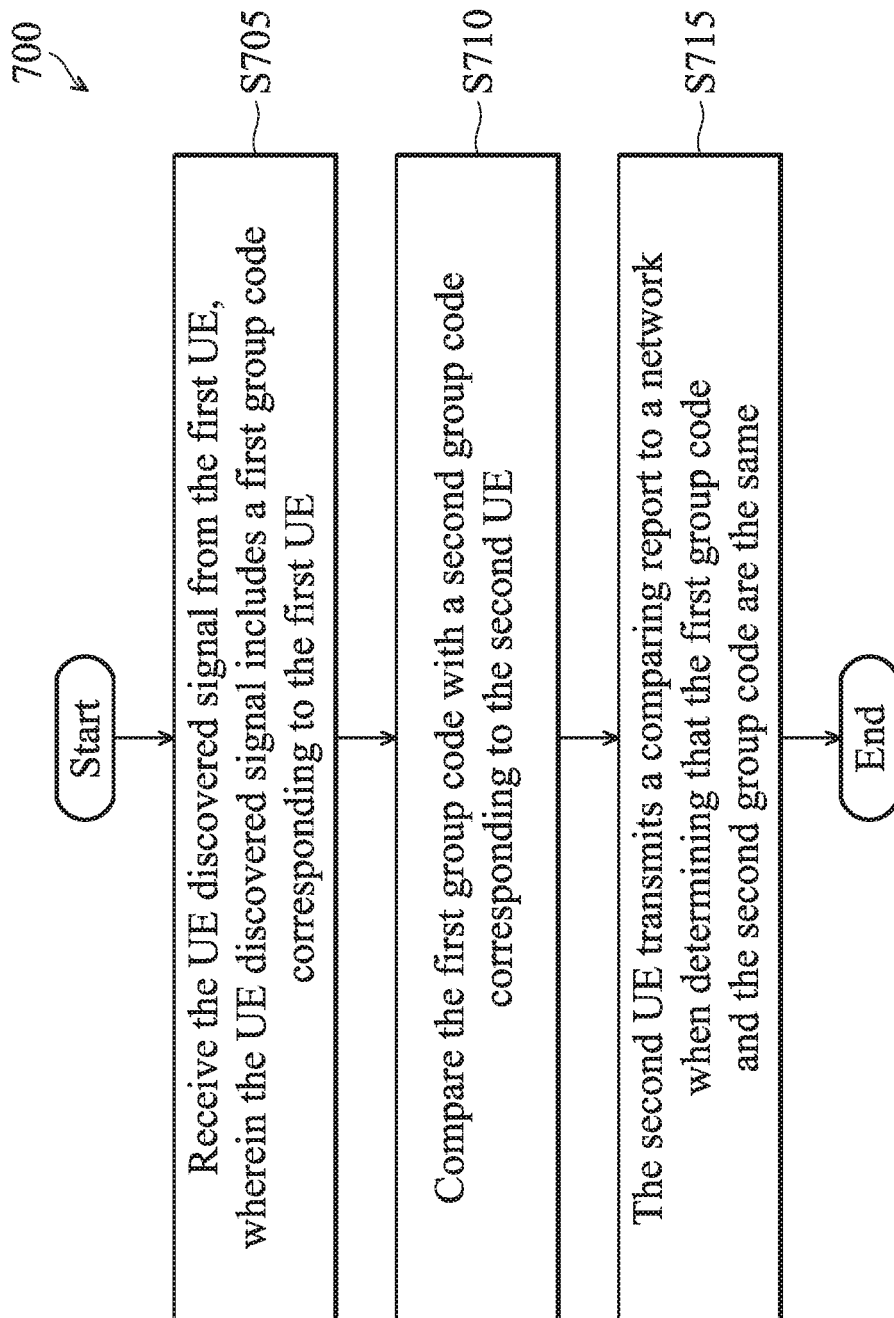 700
Start
Receive the UE discovered signal from the first UE,
wherein the UE discovered signal includes a first group code
corresponding to the first UE
S705
Compare the first group code with a second group code
corresponding to the second UE
S710
The second UE transmits a comparing report to a network
when determining that the first group code
and the second group code are the same
S715
End